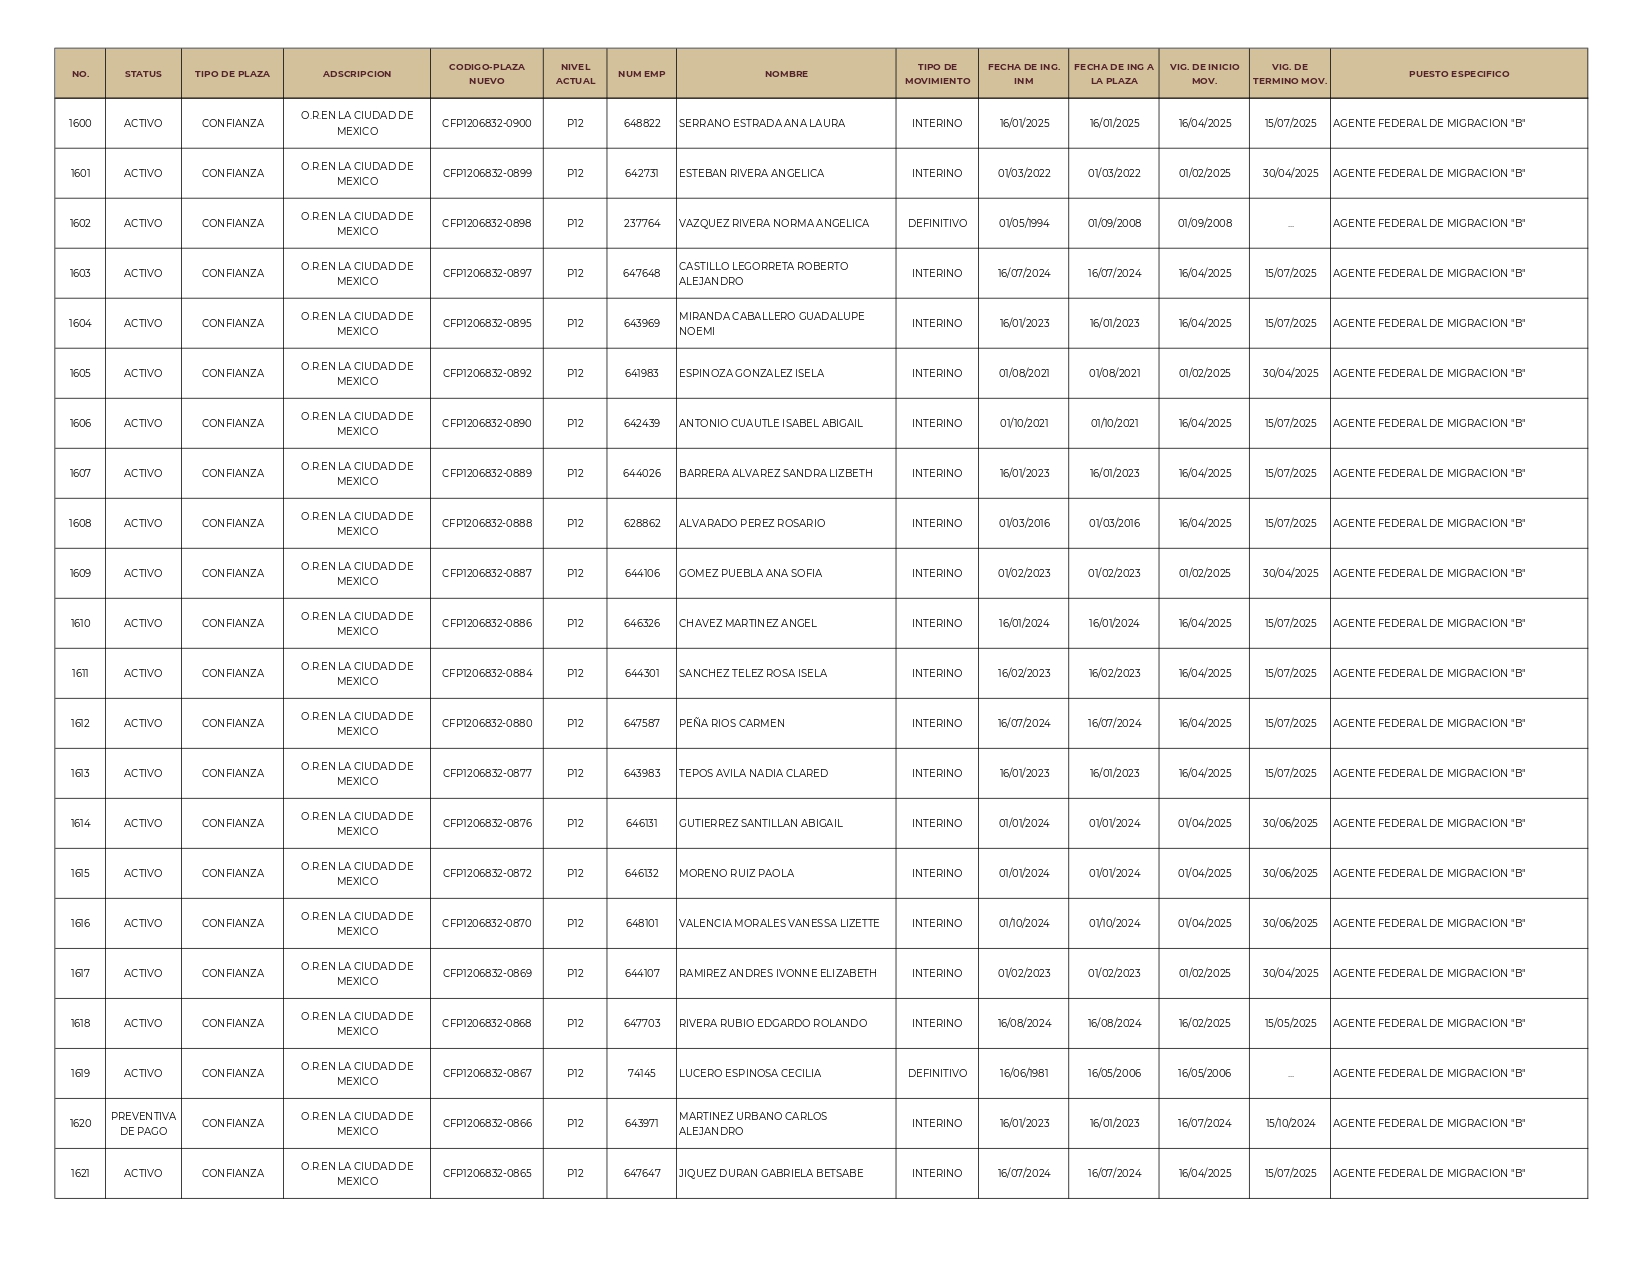 NO. STATUS TIPO DE PLAZA ADSCRIPCION CODIGO-PLAZA NUEVO NIVEL ACTUAL NUM EMP NOMBRE TIPO DE MOVIMIENTO FECHA DE ING. INM FECHA DE ING A LA PLAZA VIG. DE INICIO MOV. VIG. DE TERMINO MOV. PUESTO ESPECIFICO
1600 ACTIVO CONFIANZA O.R.EN LA CIUDAD DE MEXICO CFP1206832-0900 P12 648822 SERRANO ESTRADA ANA LAURA INTERINO 16/01/2025 16/01/2025 16/04/2025 15/07/2025 AGENTE FEDERAL DE MIGRACION "B"
1601 ACTIVO CONFIANZA O.R.EN LA CIUDAD DE MEXICO CFP1206832-0899 P12 642731 ESTEBAN RIVERA ANGELICA INTERINO 01/03/2022 01/03/2022 01/02/2025 30/04/2025 AGENTE FEDERAL DE MIGRACION "B"
1602 ACTIVO CONFIANZA O.R.EN LA CIUDAD DE MEXICO CFP1206832-0898 P12 237764 VAZQUEZ RIVERA NORMA ANGELICA DEFINITIVO 01/05/1994 01/09/2008 01/09/2008 ... AGENTE FEDERAL DE MIGRACION "B"
1603 ACTIVO CONFIANZA O.R.EN LA CIUDAD DE MEXICO CFP1206832-0897 P12 647648 CASTILLO LEGORRETA ROBERTO ALEJANDRO INTERINO 16/07/2024 16/07/2024 16/04/2025 15/07/2025 AGENTE FEDERAL DE MIGRACION "B"
1604 ACTIVO CONFIANZA O.R.EN LA CIUDAD DE MEXICO CFP1206832-0895 P12 643969 MIRANDA CABALLERO GUADALUPE NOEMI INTERINO 16/01/2023 16/01/2023 16/04/2025 15/07/2025 AGENTE FEDERAL DE MIGRACION "B"
1605 ACTIVO CONFIANZA O.R.EN LA CIUDAD DE MEXICO CFP1206832-0892 P12 641983 ESPINOZA GONZALEZ ISELA INTERINO 01/08/2021 01/08/2021 01/02/2025 30/04/2025 AGENTE FEDERAL DE MIGRACION "B"
1606 ACTIVO CONFIANZA O.R.EN LA CIUDAD DE MEXICO CFP1206832-0890 P12 642439 ANTONIO CUAUTLE ISABEL ABIGAIL INTERINO 01/10/2021 01/10/2021 16/04/2025 15/07/2025 AGENTE FEDERAL DE MIGRACION "B"
1607 ACTIVO CONFIANZA O.R.EN LA CIUDAD DE MEXICO CFP1206832-0889 P12 644026 BARRERA ALVAREZ SANDRA LIZBETH INTERINO 16/01/2023 16/01/2023 16/04/2025 15/07/2025 AGENTE FEDERAL DE MIGRACION "B"
1608 ACTIVO CONFIANZA O.R.EN LA CIUDAD DE MEXICO CFP1206832-0888 P12 628862 ALVARADO PEREZ ROSARIO INTERINO 01/03/2016 01/03/2016 16/04/2025 15/07/2025 AGENTE FEDERAL DE MIGRACION "B"
1609 ACTIVO CONFIANZA O.R.EN LA CIUDAD DE MEXICO CFP1206832-0887 P12 644106 GOMEZ PUEBLA ANA SOFIA INTERINO 01/02/2023 01/02/2023 01/02/2025 30/04/2025 AGENTE FEDERAL DE MIGRACION "B"
1610 ACTIVO CONFIANZA O.R.EN LA CIUDAD DE MEXICO CFP1206832-0886 P12 646326 CHAVEZ MARTINEZ ANGEL INTERINO 16/01/2024 16/01/2024 16/04/2025 15/07/2025 AGENTE FEDERAL DE MIGRACION "B"
1611 ACTIVO CONFIANZA O.R.EN LA CIUDAD DE MEXICO CFP1206832-0884 P12 644301 SANCHEZ TELEZ ROSA ISELA INTERINO 16/02/2023 16/02/2023 16/04/2025 15/07/2025 AGENTE FEDERAL DE MIGRACION "B"
1612 ACTIVO CONFIANZA O.R.EN LA CIUDAD DE MEXICO CFP1206832-0880 P12 647587 PEÑA RIOS CARMEN INTERINO 16/07/2024 16/07/2024 16/04/2025 15/07/2025 AGENTE FEDERAL DE MIGRACION "B"
1613 ACTIVO CONFIANZA O.R.EN LA CIUDAD DE MEXICO CFP1206832-0877 P12 643983 TEPOS AVILA NADIA CLARED INTERINO 16/01/2023 16/01/2023 16/04/2025 15/07/2025 AGENTE FEDERAL DE MIGRACION "B"
1614 ACTIVO CONFIANZA O.R.EN LA CIUDAD DE MEXICO CFP1206832-0876 P12 646131 GUTIERREZ SANTILLAN ABIGAIL INTERINO 01/01/2024 01/01/2024 01/04/2025 30/06/2025 AGENTE FEDERAL DE MIGRACION "B"
1615 ACTIVO CONFIANZA O.R.EN LA CIUDAD DE MEXICO CFP1206832-0872 P12 646132 MORENO RUIZ PAOLA INTERINO 01/01/2024 01/01/2024 01/04/2025 30/06/2025 AGENTE FEDERAL DE MIGRACION "B"
1616 ACTIVO CONFIANZA O.R.EN LA CIUDAD DE MEXICO CFP1206832-0870 P12 648101 VALENCIA MORALES VANESSA LIZETTE INTERINO 01/10/2024 01/10/2024 01/04/2025 30/06/2025 AGENTE FEDERAL DE MIGRACION "B"
1617 ACTIVO CONFIANZA O.R.EN LA CIUDAD DE MEXICO CFP1206832-0869 P12 644107 RAMIREZ ANDRES IVONNE ELIZABETH INTERINO 01/02/2023 01/02/2023 01/02/2025 30/04/2025 AGENTE FEDERAL DE MIGRACION "B"
1618 ACTIVO CONFIANZA O.R.EN LA CIUDAD DE MEXICO CFP1206832-0868 P12 647703 RIVERA RUBIO EDGARDO ROLANDO INTERINO 16/08/2024 16/08/2024 16/02/2025 15/05/2025 AGENTE FEDERAL DE MIGRACION "B"
1619 ACTIVO CONFIANZA O.R.EN LA CIUDAD DE MEXICO CFP1206832-0867 P12 74145 LUCERO ESPINOSA CECILIA DEFINITIVO 16/06/1981 16/05/2006 16/05/2006 ... AGENTE FEDERAL DE MIGRACION "B"
1620 PREVENTIVA DE PAGO CONFIANZA O.R.EN LA CIUDAD DE MEXICO CFP1206832-0866 P12 643971 MARTINEZ URBANO CARLOS ALEJANDRO INTERINO 16/01/2023 16/01/2023 16/07/2024 15/10/2024 AGENTE FEDERAL DE MIGRACION "B"
1621 ACTIVO CONFIANZA O.R.EN LA CIUDAD DE MEXICO CFP1206832-0865 P12 647647 JIQUEZ DURAN GABRIELA BETSABE INTERINO 16/07/2024 16/07/2024 16/04/2025 15/07/2025 AGENTE FEDERAL DE MIGRACION "B"